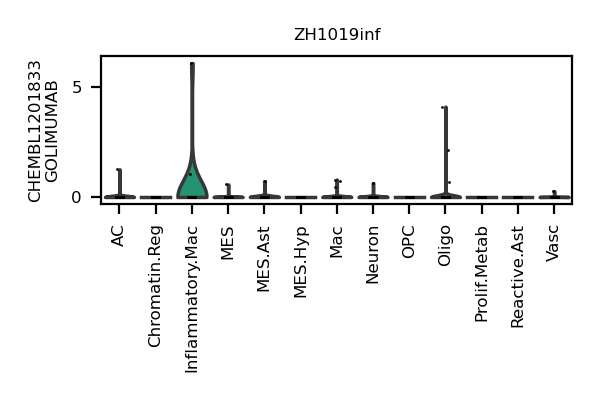 ZH1019inf
CHEMBL1201833
GOLIMUMAB
5
0
AC
Chromatin.Reg
Inflammatory.Mac
MES
MES.Ast
MES.Hyp
Mac
Neuron
OPC
Oligo
Prolif.Metab
Reactive.Ast
Vasc